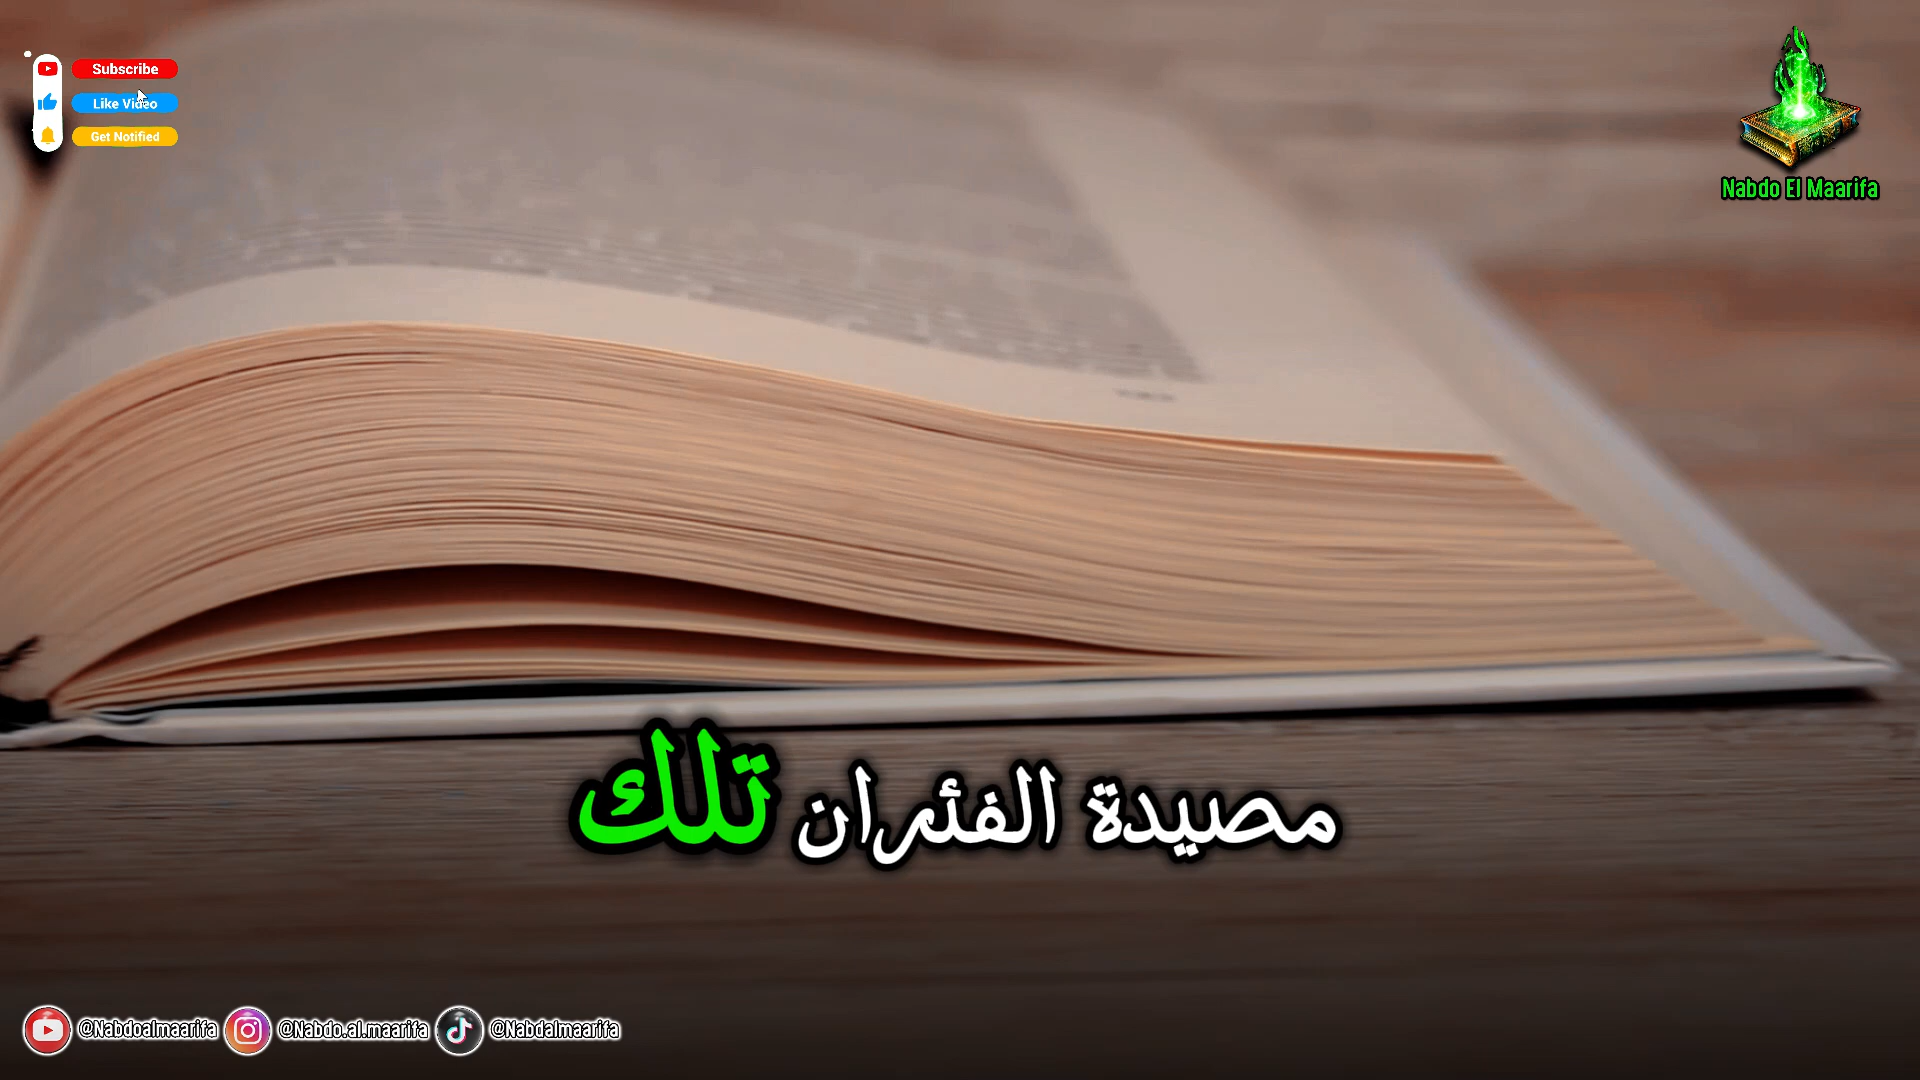 Subscribe
Like Video
Get Notified
Nabdo El Maarifa
مصيدة الفئران تلك
@Nabdoalmaarifa @Nabdo.al.maarifa @Nabdalmaarifa